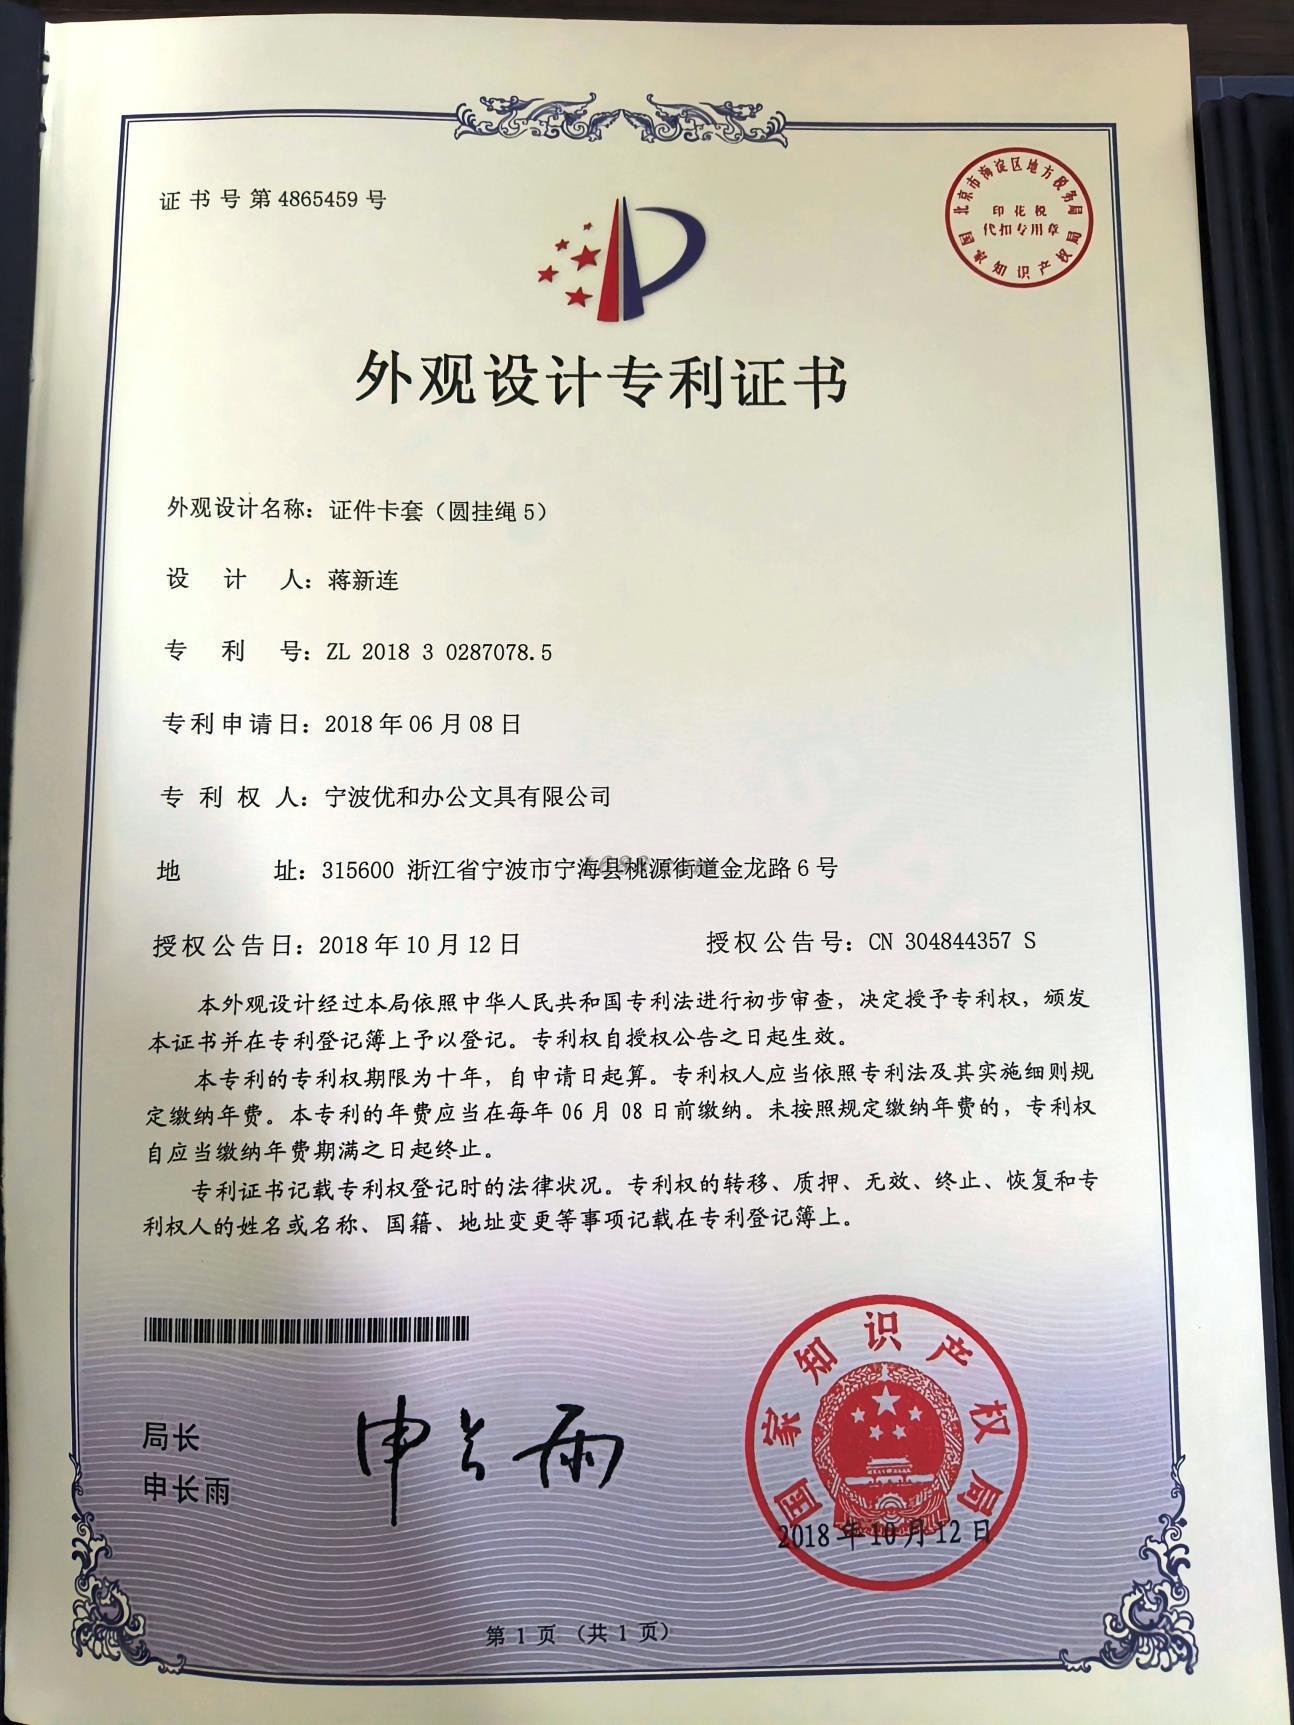 证书号第4865459号
北京市海淀区地方税务局
印花税
代扣专用章
国家知识产权局
外观设计专利证书
外观设计名称：证件卡套（圆挂绳5）
设计人：蒋新连
专利号：ZL 2018 3 0287078.5
专利申请日：2018年06月08日
专利权人：宁波优和办公文具有限公司
地址：315600 浙江省宁波市宁海县桃源街道金龙路6号
授权公告日：2018年10月12日 授权公告号：CN 304844357 S
本外观设计经过本局依照中华人民共和国专利法进行初步审查，决定授予专利权，颁发
本证书并在专利登记簿上予以登记。专利权自授权公告之日起生效。
本专利的专利权期限为十年，自申请日起算。专利权人应当依照专利法及其实施细则规
定缴纳年费。本专利的年费应当在每年06月08日前缴纳。未按照规定缴纳年费的，专利权
自应当缴纳年费期满之日起终止。
专利证书记载专利权登记时的法律状况。专利权的转移、质押、无效、终止、恢复和专
利权人的姓名或名称、国籍、地址变更等事项记载在专利登记簿上。
局长
申长雨
申长雨
国家知识产权局
2018年10月12日
第1页（共1页）